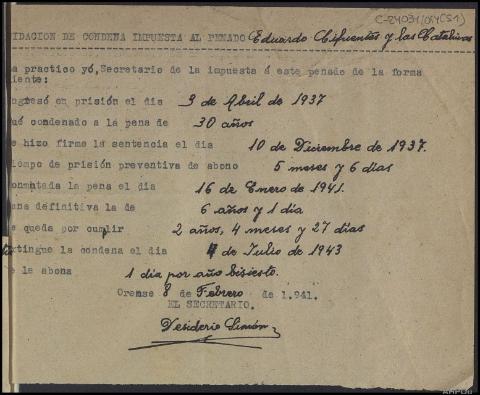 C-24031/014(S1)
IDACION DE CONDENA IMPUESTA AL PENADO Eduardo Cifuentes y las Catalinas
a practico yó,Secretario de la impuesta á este penado de la forma
iente:
ngresó en prisión el dia 9 de Abril de 1937
ué condenado a la pena de 30 años
e hizo firme la sentencia el dia 10 de Diciembre de 1937.
iempo de prisión preventiva de abono 5 meses y 6 dias
onmutada la pena el dia 16 de Enero de 1941.
ena definitiva la de 6 años y 1 dia
e queda por cumplir 2 años, 4 meses y 27 dias
xtingue la condena el dia 4 de Julio de 1943
e le abona 1 dia por año bisiesto.
Orense 8 de Febrero de 1.941.
EL SECRETARIO.
Desiderio Simón